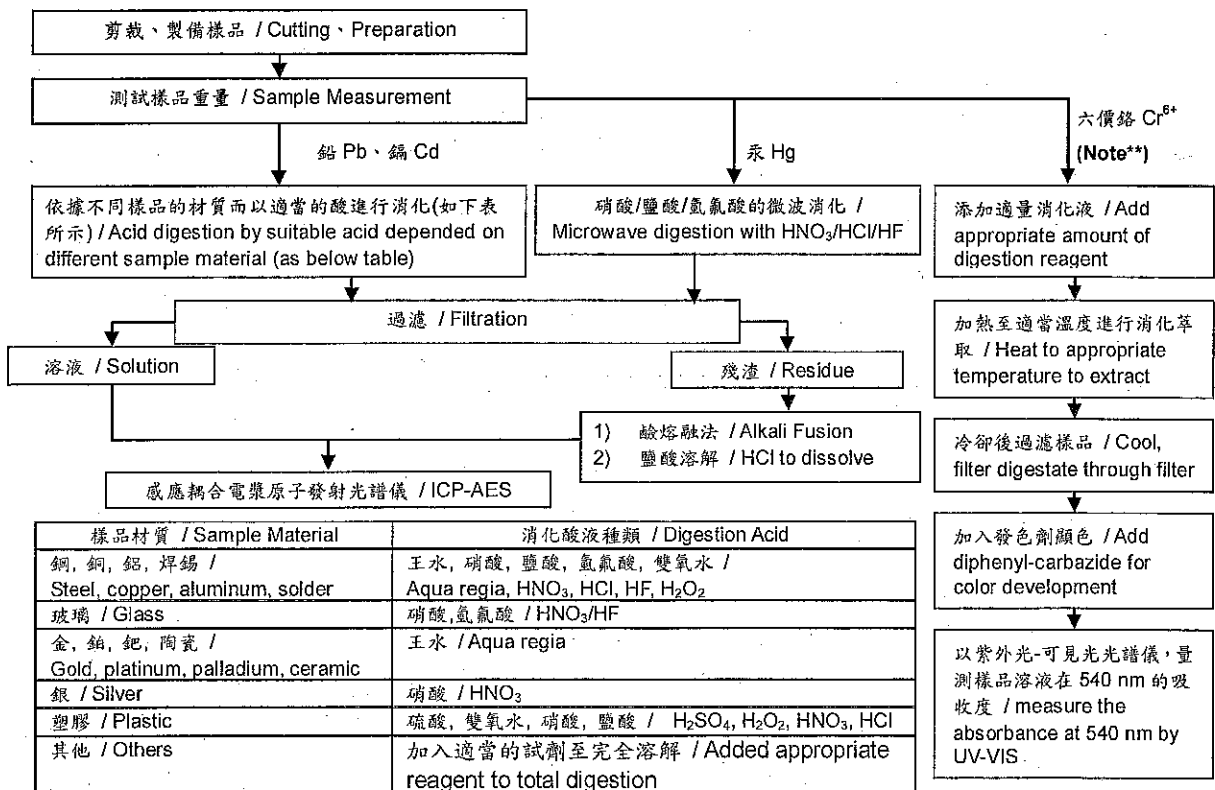 剪裁、製備樣品 / Cutting、Preparation
測試樣品重量 / Sample Measurement
鉛 Pb、鎘 Cd
汞 Hg
六價鉻 Cr⁶⁺
(Note**)
依據不同樣品的材質而以適當的酸進行消化(如下表
所示) / Acid digestion by suitable acid depended on
different sample material (as below table)
硝酸/鹽酸/氫氟酸的微波消化 /
Microwave digestion with HNO₃/HCl/HF
添加適量消化液 / Add
appropriate amount of
digestion reagent
過濾 / Filtration
溶液 / Solution
殘渣 / Residue
加熱至適當溫度進行消化萃
取 / Heat to appropriate
temperature to extract
1) 鹼熔融法 / Alkali Fusion
2) 鹽酸溶解 / HCl to dissolve
冷卻後過濾樣品 / Cool,
filter digestate through filter
感應耦合電漿原子發射光譜儀 / ICP-AES
加入發色劑顯色 / Add
diphenyl-carbazide for
color development
以紫外光-可見光光譜儀,量
測樣品溶液在 540 nm 的吸
收度 / measure the
absorbance at 540 nm by
UV-VIS
樣品材質 / Sample Material
消化酸液種類 / Digestion Acid
鋼, 銅, 鋁, 焊錫 /
Steel, copper, aluminum, solder
王水, 硝酸, 鹽酸, 氫氟酸, 雙氧水 /
Aqua regia, HNO₃, HCl, HF, H₂O₂
玻璃 / Glass
硝酸,氫氟酸 / HNO₃/HF
金, 鉑, 鈀, 陶瓷 /
Gold, platinum, palladium, ceramic
王水 / Aqua regia
銀 / Silver
硝酸 / HNO₃
塑膠 / Plastic
硫酸, 雙氧水, 硝酸, 鹽酸 / H₂SO₄, H₂O₂, HNO₃, HCl
其他 / Others
加入適當的試劑至完全溶解 / Added appropriate
reagent to total digestion